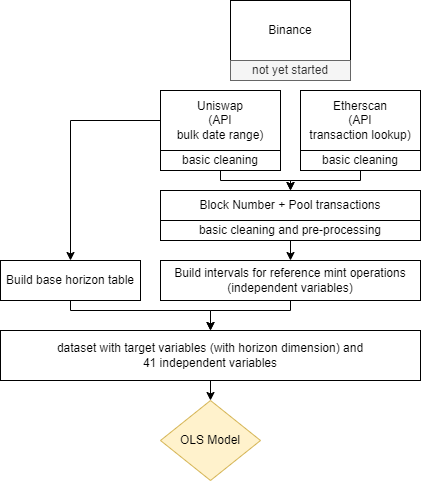 Binance
not yet started
Uniswap
(API
bulk date range)
basic cleaning
Etherscan
(API
transaction lookup)
basic cleaning
Block Number + Pool transactions
basic cleaning and pre-processing
Build base horizon table
Build intervals for reference mint operations
(independent variables)
dataset with target variables (with horizon dimension) and
41 independent variables
OLS Model